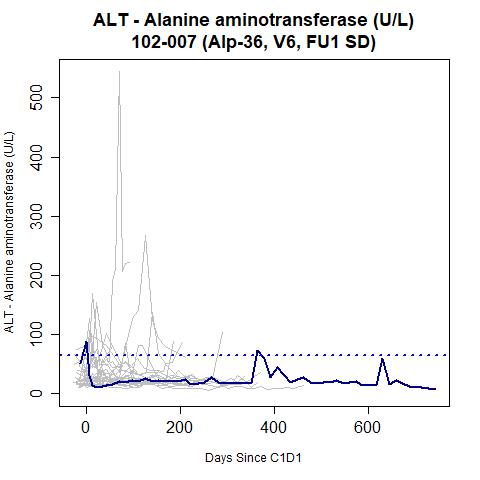 ALT - Alanine aminotransferase (U/L)
102-007 (Alp-36, V6, FU1 SD)
ALT - Alanine aminotransferase (U/L)
500
400
300
200
100
0
0 200 400 600
Days Since C1D1